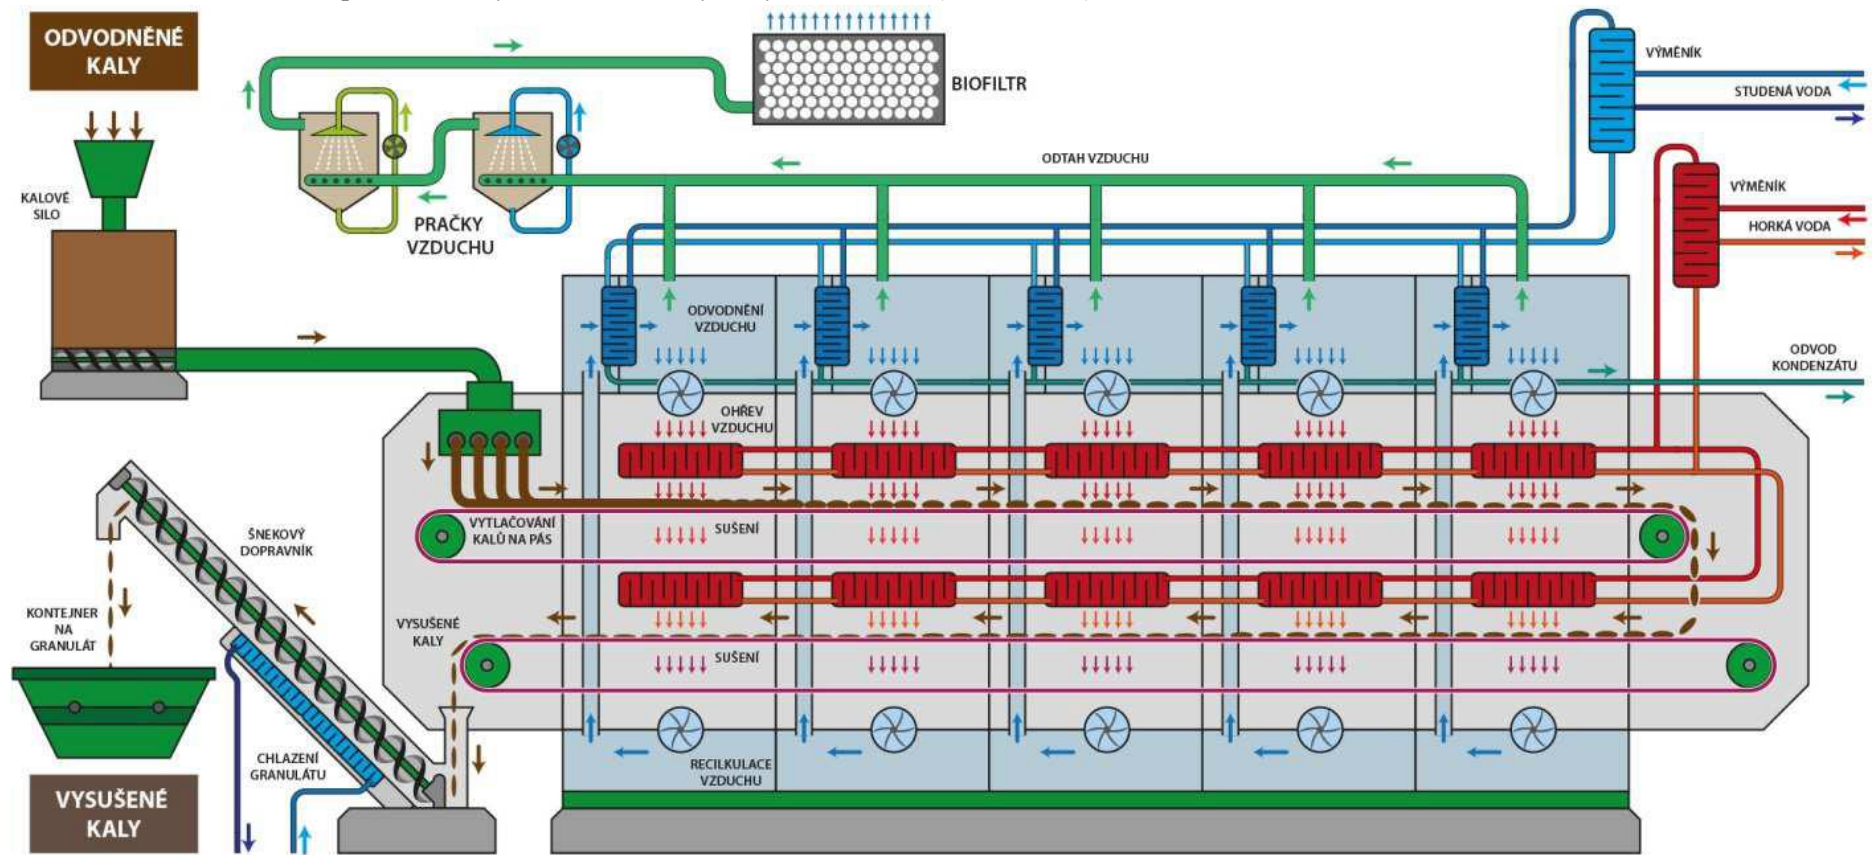 ODVODNĚNÉ
KALY
BIOFILTR
VÝMĚNÍK
STUDENÁ VODA
ODTAH VZDUCHU
VÝMĚNÍK
HORKÁ VODA
KALOVÉ
SILO
PRAČKY
VZDUCHU
ODVODNĚNÍ
VZDUCHU
ODVOD
KONDENZÁTU
OHŘEV
VZDUCHU
VYTLAČOVÁNÍ
KALŮ NA PÁS
SUŠENÍ
ŠNEKOVÝ
DOPRAVNÍK
KONTEJNER
NA
GRANULÁT
VYSUŠENÉ
KALY
SUŠENÍ
CHLAZENÍ
GRANULÁTU
RECILKULACE
VZDUCHU
VYSUŠENÉ
KALY